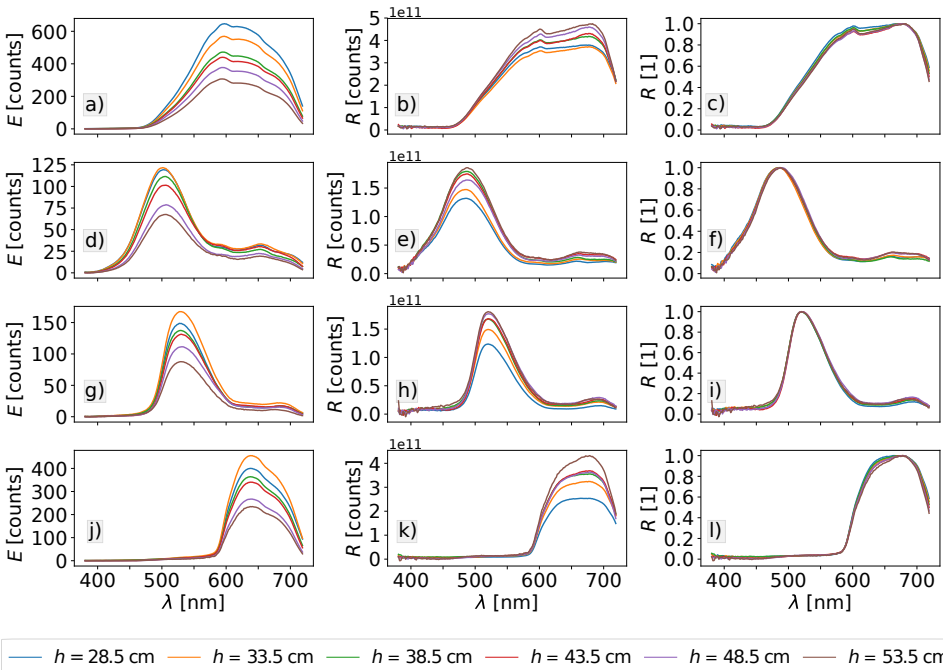 1e11
E [counts] 600 400 200 0 a)
R [counts] 5 4 3 2 1 0 b)
R [1] 1.0 0.8 0.6 0.4 0.2 0.0 c)
1e11
E [counts] 125 100 75 50 25 0 d)
R [counts] 1.5 1.0 0.5 0.0 e)
R [1] 1.0 0.8 0.6 0.4 0.2 0.0 f)
1e11
E [counts] 150 100 50 0 g)
R [counts] 1.5 1.0 0.5 0.0 h)
R [1] 1.0 0.8 0.6 0.4 0.2 0.0 i)
1e11
E [counts] 400 300 200 100 0 j)
R [counts] 4 2 0 k)
R [1] 1.0 0.8 0.6 0.4 0.2 0.0 l)
400 500 600 700 400 500 600 700 400 500 600 700
λ [nm] λ [nm] λ [nm]
h = 28.5 cm h = 33.5 cm h = 38.5 cm h = 43.5 cm h = 48.5 cm h = 53.5 cm